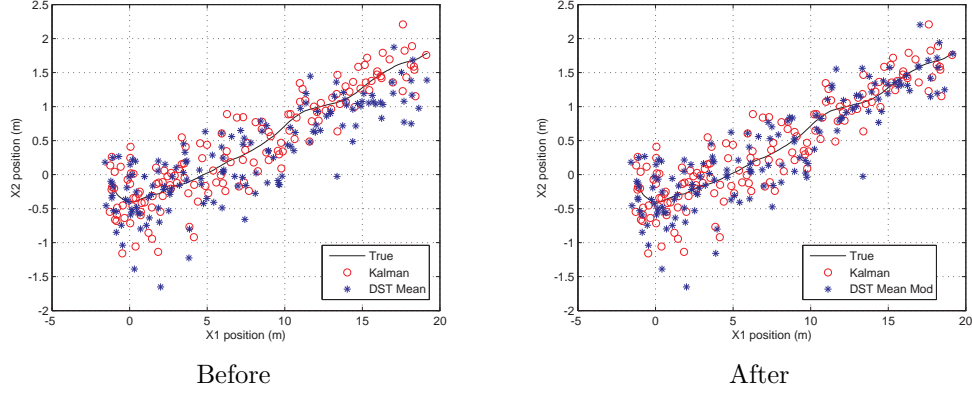 2.5
2
1.5
1
0.5
0
-0.5
-1
-1.5
-2
X2 position (m)
-5 0 5 10 15 20
X1 position (m)
True
Kalman
DST Mean
Before
2.5
2
1.5
1
0.5
0
-0.5
-1
-1.5
-2
X2 position (m)
-5 0 5 10 15 20
X1 position (m)
True
Kalman
DST Mean Mod
After